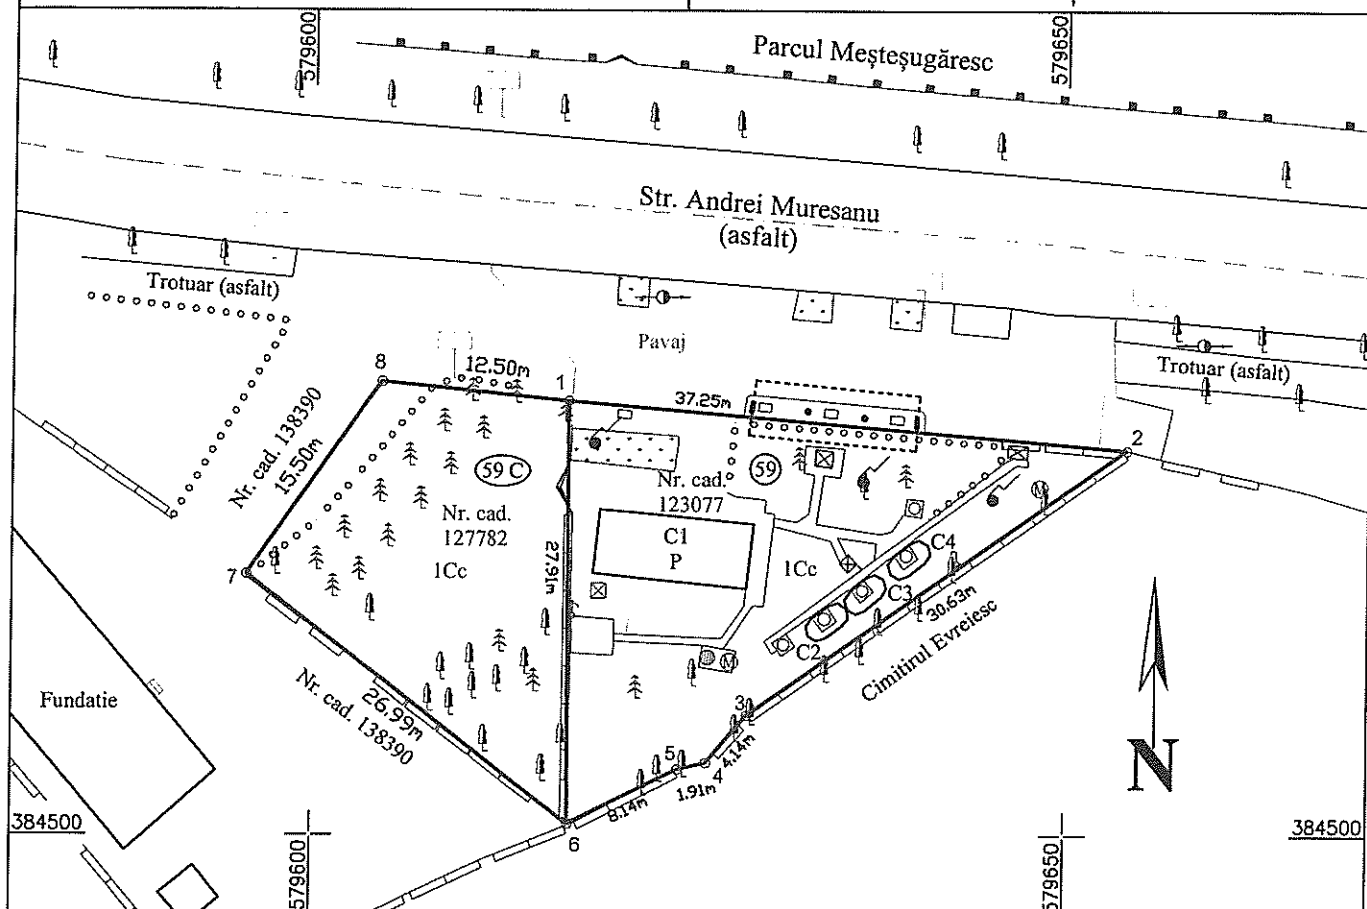 579600
579650
Parcul Meșteșugăresc
Str. Andrei Muresanu
(asfalt)
Trotuar (asfalt)
Pavaj
Trotuar (asfalt)
8
12.50m
1
37.25m
2
Nr. cad. 138390
15.50m
59 C
59
Nr. cad.
127782
1Cc
Nr. cad.
123077
C1
P
1Cc
27.91m
M
C4
C3
C2
30.63m
Cimitirul Evreiesc
7
M
Nr. cad. 138390
26.99m
Fundatie
3
4.14m
4
5
1.91m
8.14m
6
N
384500
384500
579600
579650